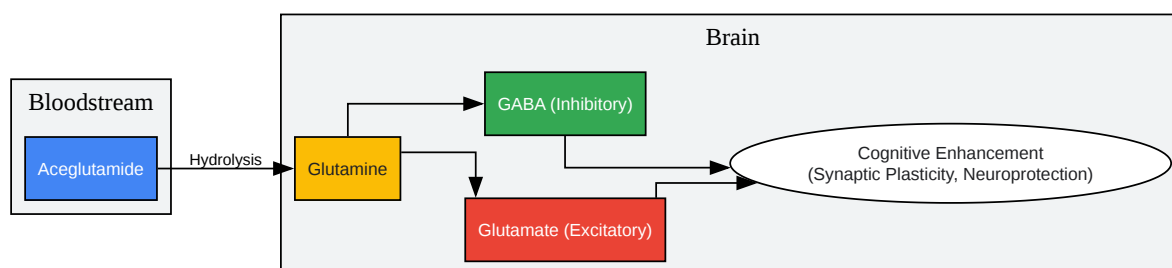 Brain
Bloodstream
Aceglutamide
Hydrolysis
Glutamine
GABA (Inhibitory)
Glutamate (Excitatory)
Cognitive Enhancement
(Synaptic Plasticity, Neuroprotection)